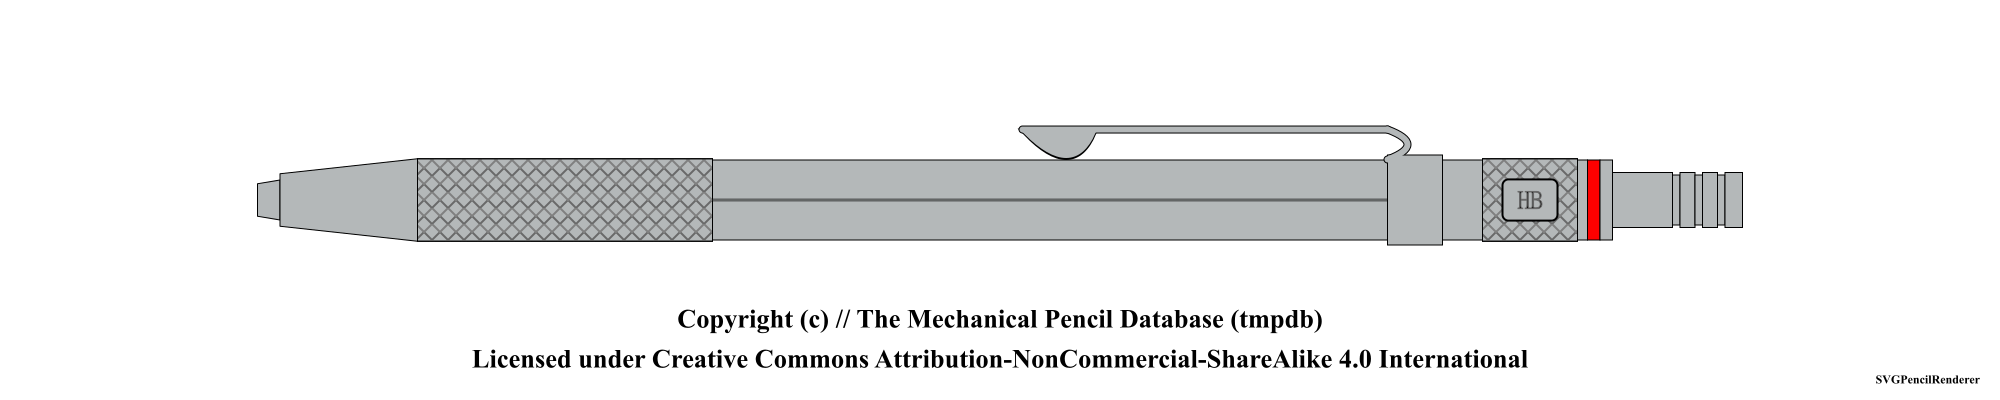 HB
Copyright (c) // The Mechanical Pencil Database (tmpdb)
Licensed under Creative Commons Attribution-NonCommercial-ShareAlike 4.0 International
SVGPencilRenderer